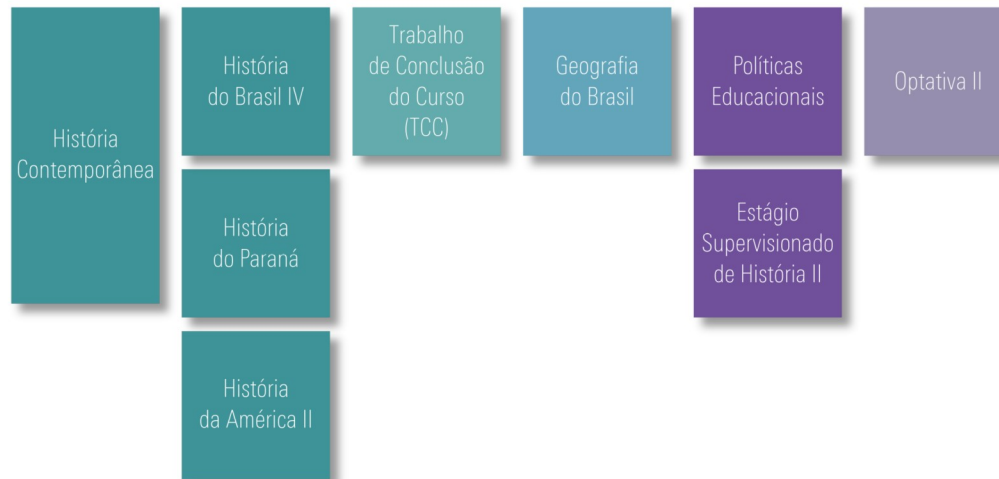 História
Contemporânea
História
do Brasil IV
História
do Paraná
História
da América II
Trabalho
de Conclusão
do Curso
(TCC)
Geografia
do Brasil
Políticas
Educacionais
Estágio
Supervisionado
de História II
Optativa II